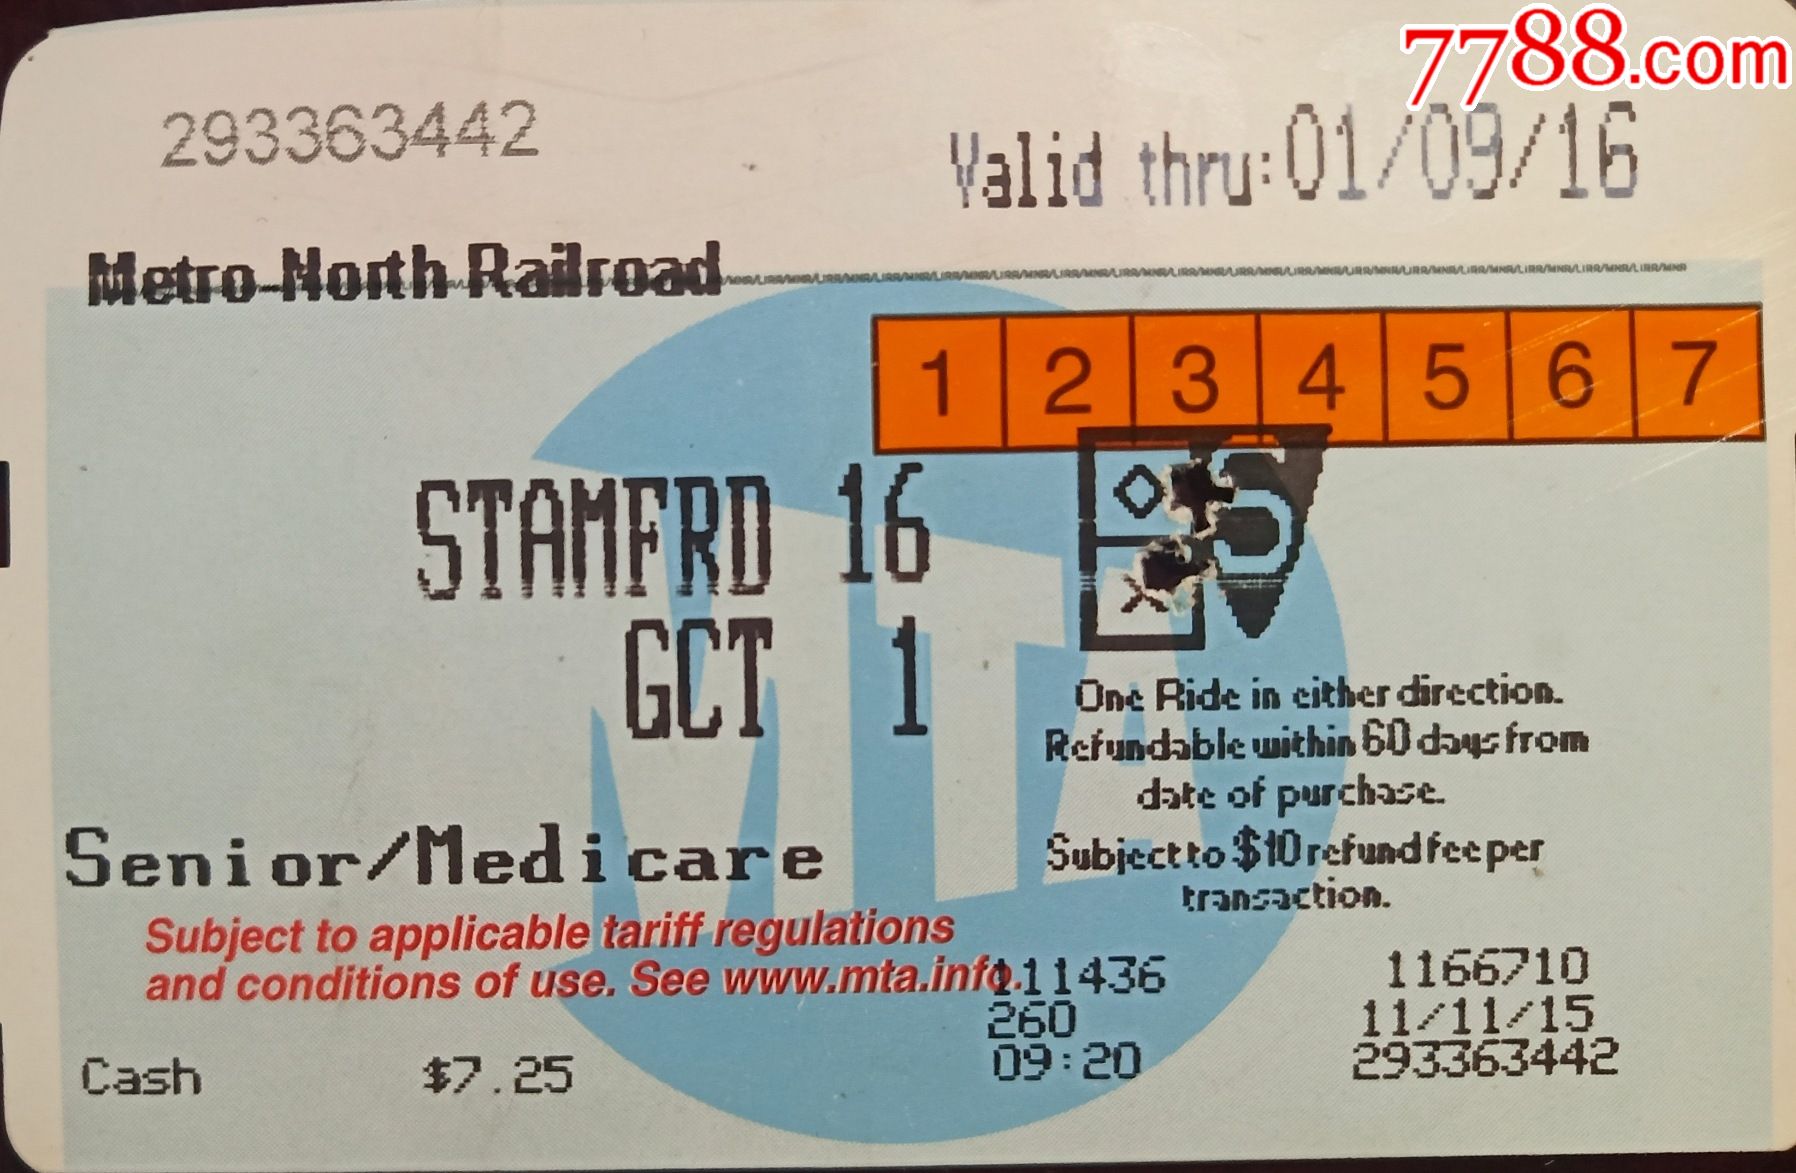 7788.com
293363442
Valid thru:01/09/16
Metro-North Railroad
1 2 3 4 5 6 7
STAMFRD 16
GCT 1
MTA
One Ride in either direction.
Refundable within 60 days from
date of purchase.
Subject to $10 refund fee per
transaction.
Senior/Medicare
Subject to applicable tariff regulations
and conditions of use. See www.mta.info.
111436 1166710
260 11/11/15
09:20 293363442
Cash $7.25